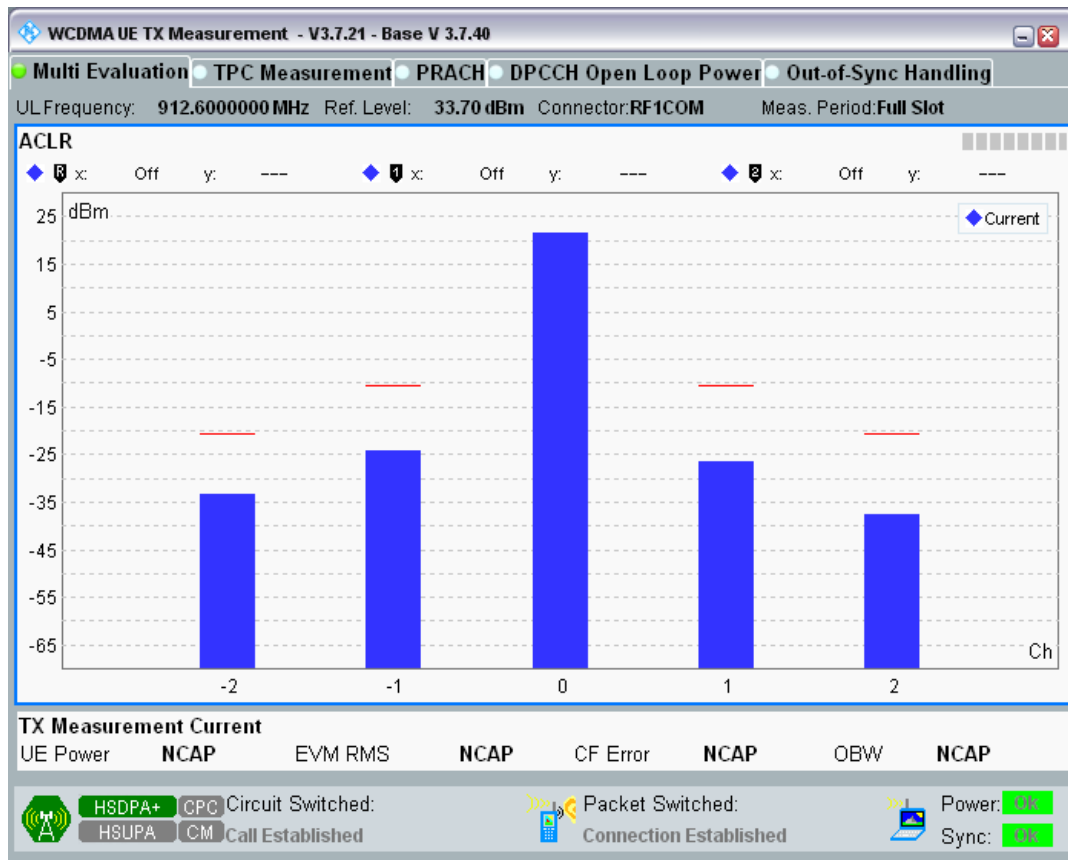 WCDMA UE TX Measurement - V3.7.21 - Base V 3.7.40
Multi Evaluation TPC Measurement PRACH DPCCH Open Loop Power Out-of-Sync Handling
UL Frequency: 912.6000000 MHz Ref. Level: 33.70 dBm Connector:RF1COM Meas. Period:Full Slot
ACLR
R x: Off y: --- 1 x: Off y: --- 2 x: Off y: ---
dBm
Current
25
15
5
-5
-15
-25
-35
-45
-55
-65
Ch
-2 -1 0 1 2
TX Measurement Current
UE Power NCAP EVM RMS NCAP CF Error NCAP OBW NCAP
HSDPA+ CPC Circuit Switched: Packet Switched: Power: Ok
HSUPA CM Call Established Connection Established Sync: Ok